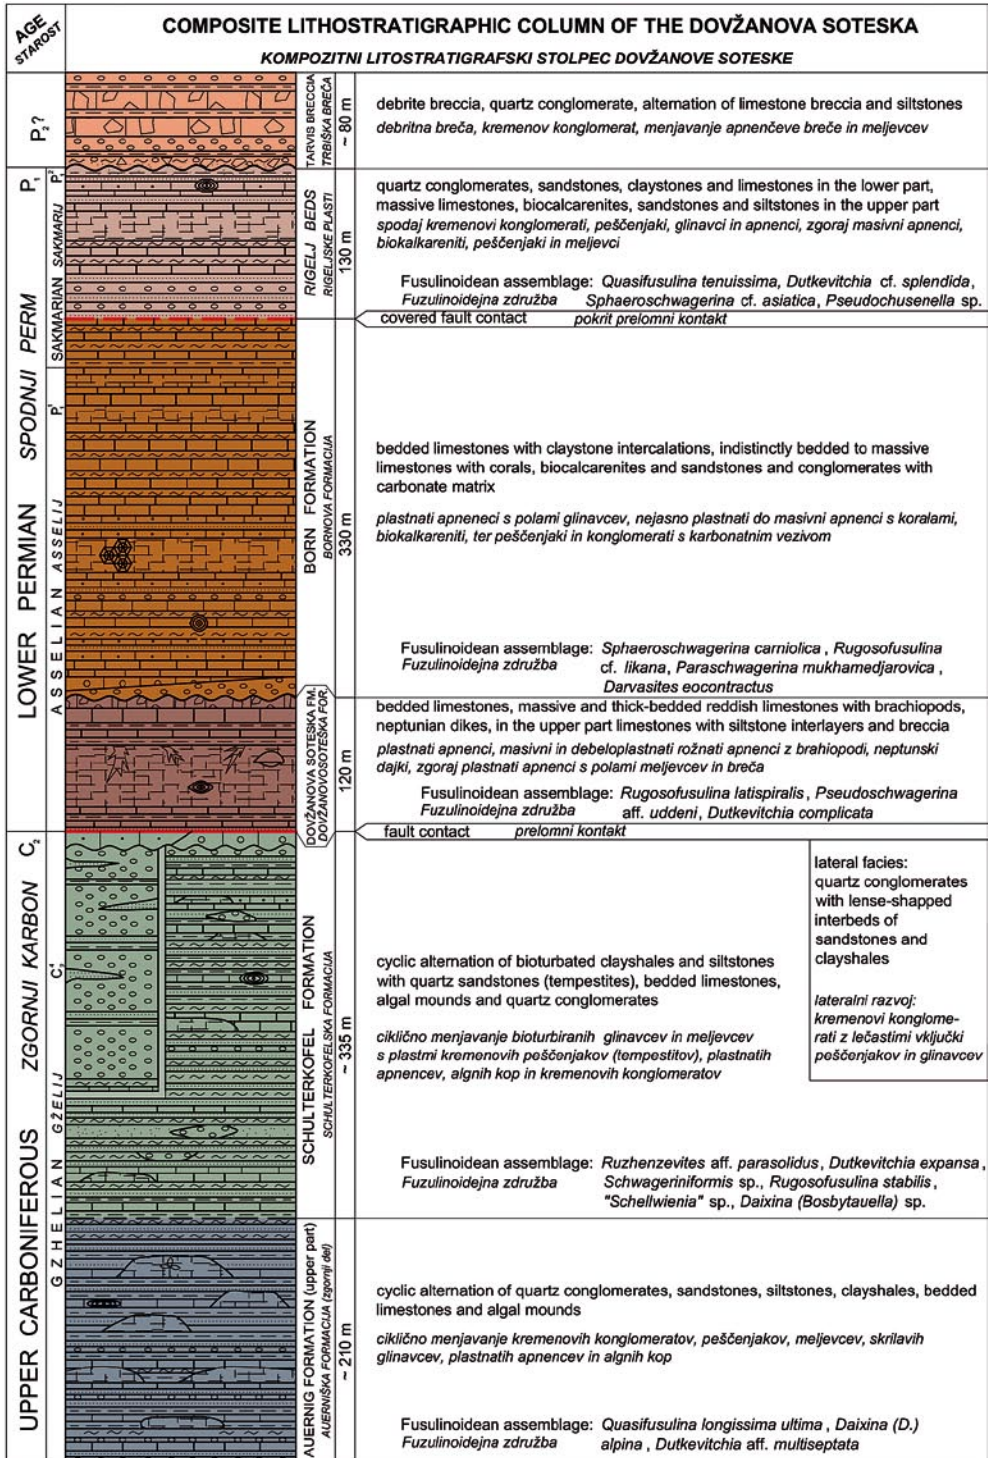 AGE
STAROST
COMPOSITE LITHOSTRATIGRAPHIC COLUMN OF THE DOVŽANOVA SOTESKA
KOMPOZITNI LITOSTRATIGRAFSKI STOLPEC DOVŽANOVE SOTESKE
P₂?
TARVIS BRECCIA
TRBIŠKA BREČA
~ 80 m
debrite breccia, quartz conglomerate, alternation of limestone breccia and siltstones
debritna breča, kremenov konglomerat, menjavanje apnenčeve breče in meljevcev
LOWER PERMIAN
SPODNJI PERM
P₁
SAKMARIAN SAKMARIJ
P₁²
RIGELJ BEDS
RIGELJSKE PLASTI
130 m
quartz conglomerates, sandstones, claystones and limestones in the lower part,
massive limestones, biocalcarenites, sandstones and siltstones in the upper part
spodaj kremenovi konglomerati, peščenjaki, glinavci in apnenci, zgoraj masivni apnenci,
biokalkareniti, peščenjaki in meljevci
Fusulinoidean assemblage: Quasifusulina tenuissima, Dutkevitchia cf. splendida,
Fuzulinoidejna združba Sphaeroschwagerina cf. asiatica, Pseudochusenella sp.
covered fault contact pokrit prelomni kontakt
ASSELIAN ASSELIJ
P₁¹
BORN FORMATION
BORNOVA FORMACIJA
330 m
bedded limestones with claystone intercalations, indistinctly bedded to massive
limestones with corals, biocalcarenites and sandstones and conglomerates with
carbonate matrix
plastnati apneneci s polami glinavcev, nejasno plastnati do masivni apnenci s koralami,
biokalkareniti, ter peščenjaki in konglomerati s karbonatnim vezivom
Fusulinoidean assemblage: Sphaeroschwagerina carniolica, Rugosofusulina
Fuzulinoidejna združba cf. likana, Paraschwagerina mukhamedjarovica,
Darvasites eocontractus
DOVŽANOVA SOTESKA FM.
DOVŽANOVOSOTEŠKA FOR.
120 m
bedded limestones, massive and thick-bedded reddish limestones with brachiopods,
neptunian dikes, in the upper part limestones with siltstone interlayers and breccia
plastnati apnenci, masivni in debeloplastnati rožnati apnenci z brahiopodi, neptunski
dajki, zgoraj plastnati apnenci s polami meljevcev in breča
Fusulinoidean assemblage: Rugosofusulina latispiralis, Pseudoschwagerina
Fuzulinoidejna združba aff. uddeni, Dutkevitchia complicata
fault contact prelomni kontakt
UPPER CARBONIFEROUS
ZGORNJI KARBON
C₂
GZHELIAN GŽELIJ
C₂⁴
SCHULTERKOFEL FORMATION
SCHULTERKOFELSKA FORMACIJA
~ 335 m
lateral facies:
quartz conglomerates
with lense-shapped
interbeds of
sandstones and
clayshales
lateralni razvoj:
kremenovi konglome-
rati z lečastimi vključki
peščenjakov in glinavcev
cyclic alternation of bioturbated clayshales and siltstones
with quartz sandstones (tempestites), bedded limestones,
algal mounds and quartz conglomerates
ciklično menjavanje bioturbiranih glinavcev in meljevcev
s plastmi kremenovih peščenjakov (tempestitov), plastnatih
apnencev, algnih kop in kremenovih konglomeratov
Fusulinoidean assemblage: Ruzhenzevites aff. parasolidus, Dutkevitchia expansa,
Fuzulinoidejna združba Schwageriniformis sp., Rugosofusulina stabilis,
"Schellwienia" sp., Daixina (Bosbytauella) sp.
AUERNIG FORMATION (upper part)
AUERNIŠKA FORMACIJA (zgornji del)
~ 210 m
cyclic alternation of quartz conglomerates, sandstones, siltstones, clayshales, bedded
limestones and algal mounds
ciklično menjavanje kremenovih konglomeratov, peščenjakov, meljevcev, skrilavih
glinavcev, plastnatih apnencev in algnih kop
Fusulinoidean assemblage: Quasifusulina longissima ultima, Daixina (D.)
Fuzulinoidejna združba alpina, Dutkevitchia aff. multiseptata